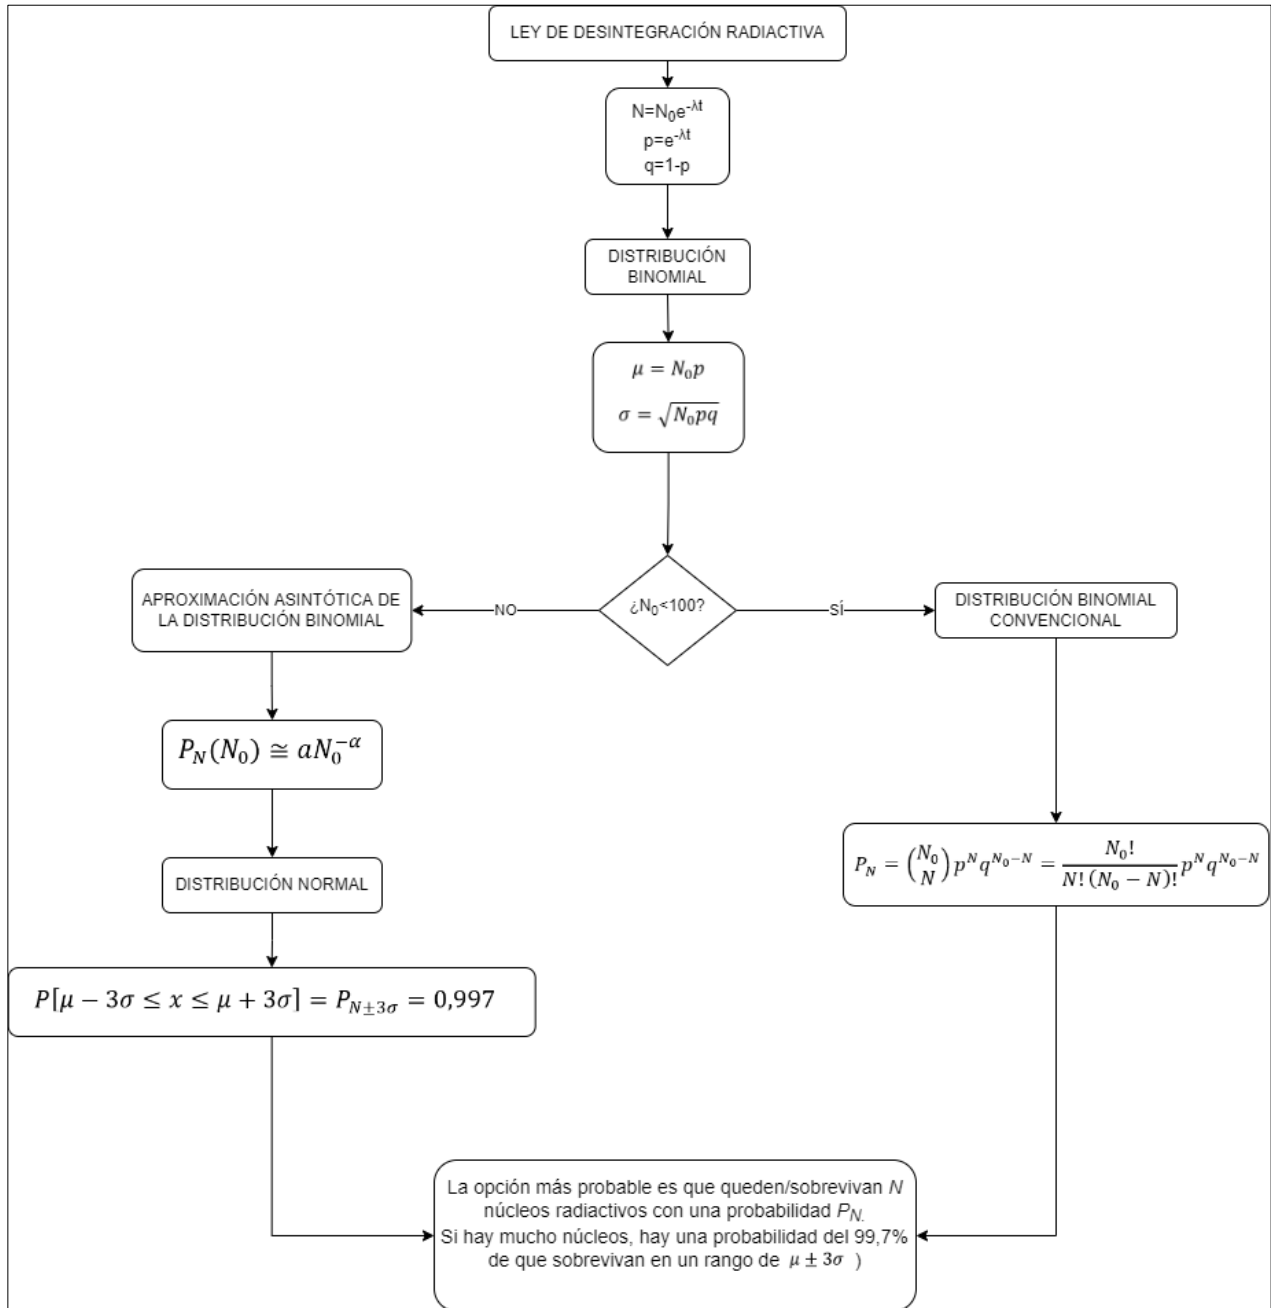 LEY DE DESINTEGRACIÓN RADIACTIVA
N=N₀e^-λt
p=e^-λt
q=1-p
DISTRIBUCIÓN
BINOMIAL
μ = N₀p
σ = √N₀pq
¿N₀<100?
NO
SÍ
APROXIMACIÓN ASINTÓTICA DE
LA DISTRIBUCIÓN BINOMIAL
P_N(N₀) ≅ aN₀^-α
DISTRIBUCIÓN NORMAL
P[μ − 3σ ≤ x ≤ μ + 3σ] = P_N±3σ = 0,997
DISTRIBUCIÓN BINOMIAL
CONVENCIONAL
P_N = (N₀ N) p^N q^(N₀−N) = N₀! / N! (N₀ − N)! p^N q^(N₀−N)
La opción más probable es que queden/sobrevivan N
núcleos radiactivos con una probabilidad P_N.
Si hay mucho núcleos, hay una probabilidad del 99,7%
de que sobrevivan en un rango de μ ± 3σ )